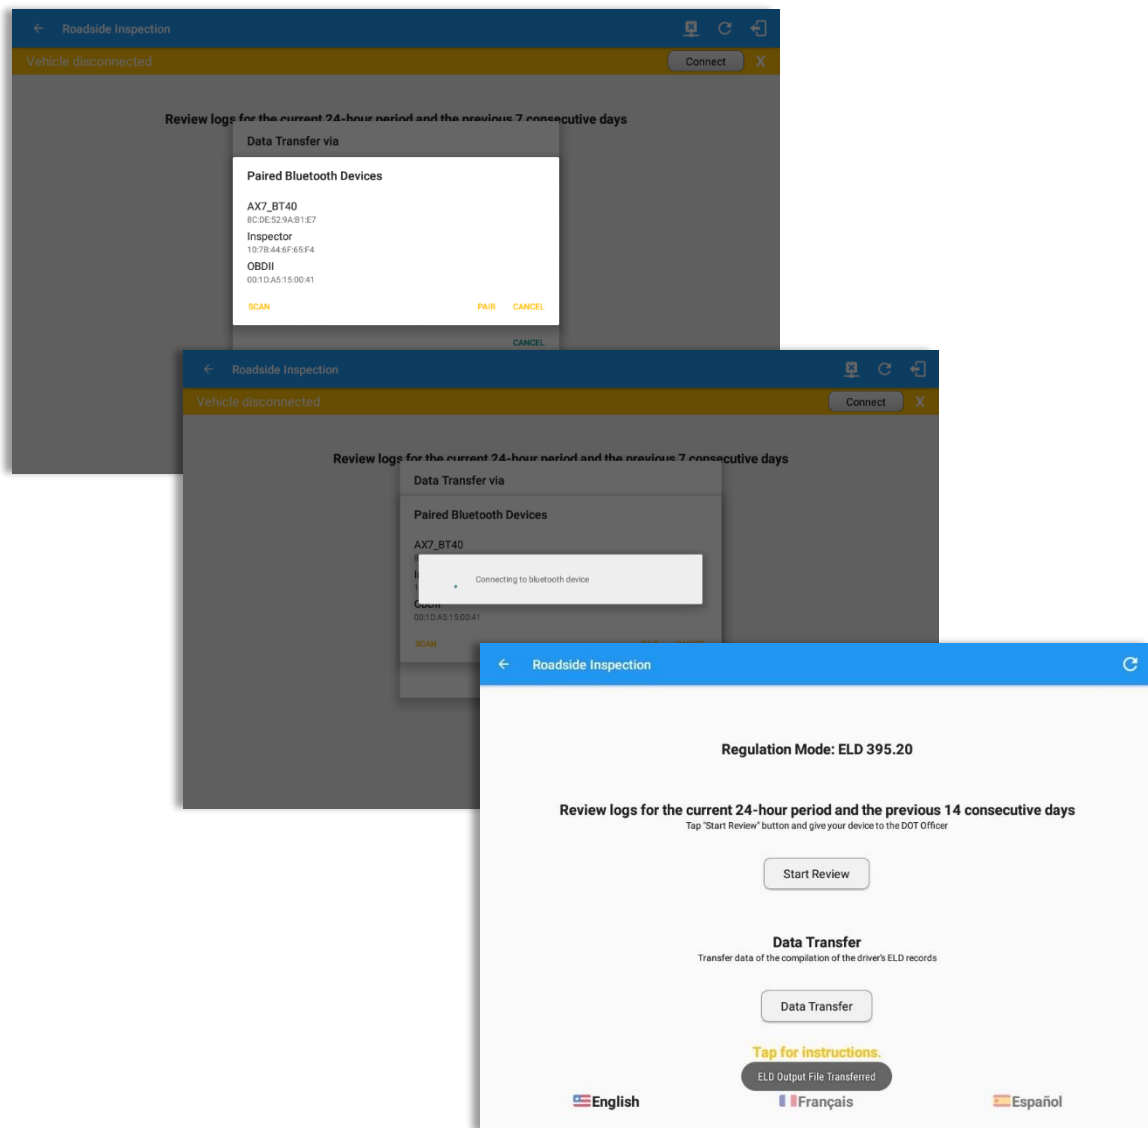 Roadside Inspection
Vehicle disconnected
Connect
X
Review logs for the current 24-hour period and the previous 7 consecutive days
Data Transfer via
Paired Bluetooth Devices
AX7_BT40
8C:DE:52:9A:B1:E7
Inspector
10:7B:44:6F:65:F4
OBDII
00:1D:A5:15:00:41
SCAN
PAIR
CANCEL
CANCEL
Roadside Inspection
Vehicle disconnected
Connect
X
Review logs for the current 24-hour period and the previous 7 consecutive days
Data Transfer via
Paired Bluetooth Devices
AX7_BT40
Connecting to bluetooth device
OBDII
00:1D:A5:15:00:41
SCAN
Roadside Inspection
Regulation Mode: ELD 395.20
Review logs for the current 24-hour period and the previous 14 consecutive days
Tap "Start Review" button and give your device to the DOT Officer
Start Review
Data Transfer
Transfer data of the compilation of the driver's ELD records
Data Transfer
Tap for instructions.
ELD Output File Transferred
English
Français
Español